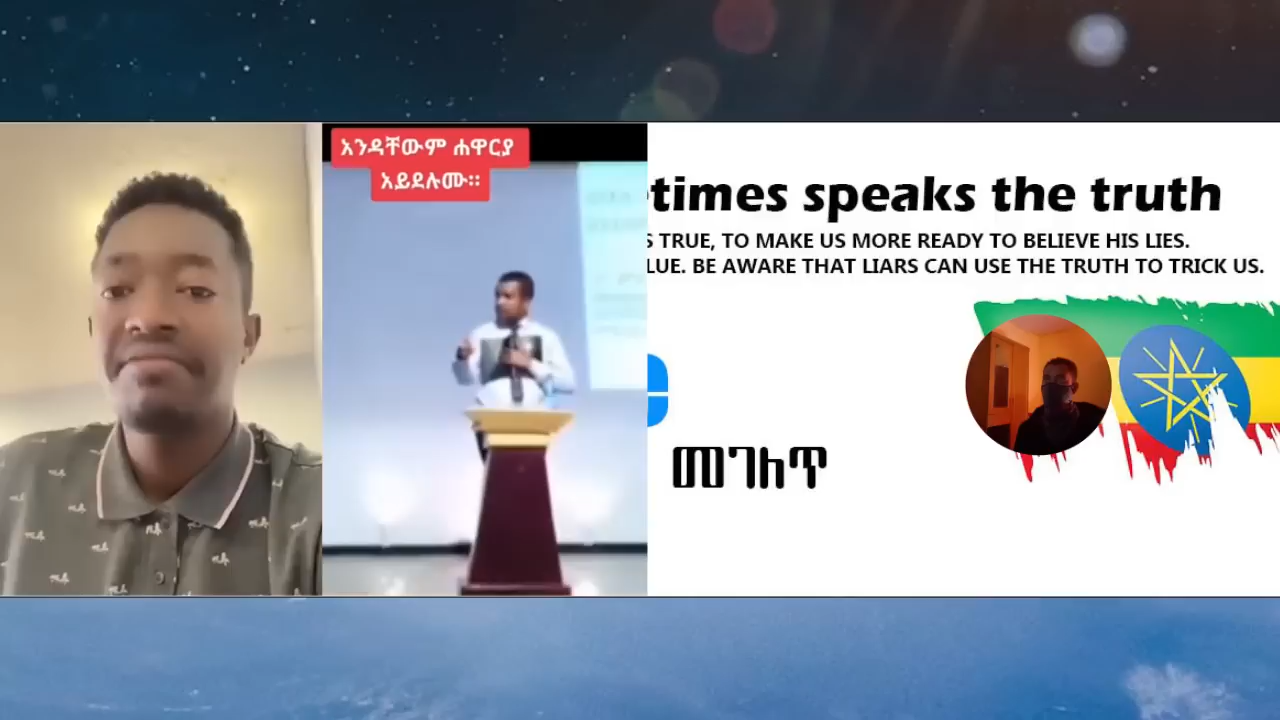 አንዳቸውም ሐዋርያ
አይደሉሙ።
times speaks the truth
S TRUE, TO MAKE US MORE READY TO BELIEVE HIS LIES.
LUE. BE AWARE THAT LIARS CAN USE THE TRUTH TO TRICK US.
መገለጥ